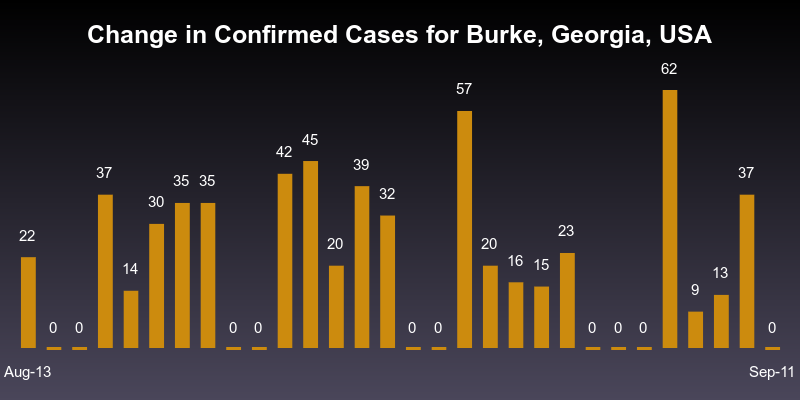 Change in Confirmed Cases for Burke, Georgia, USA
22 0 0 37 14 30 35 35 0 0 42 45 20 39 32 0 0 57 20 16 15 23 0 0 0 62 9 13 37 0
Aug-13 Sep-11